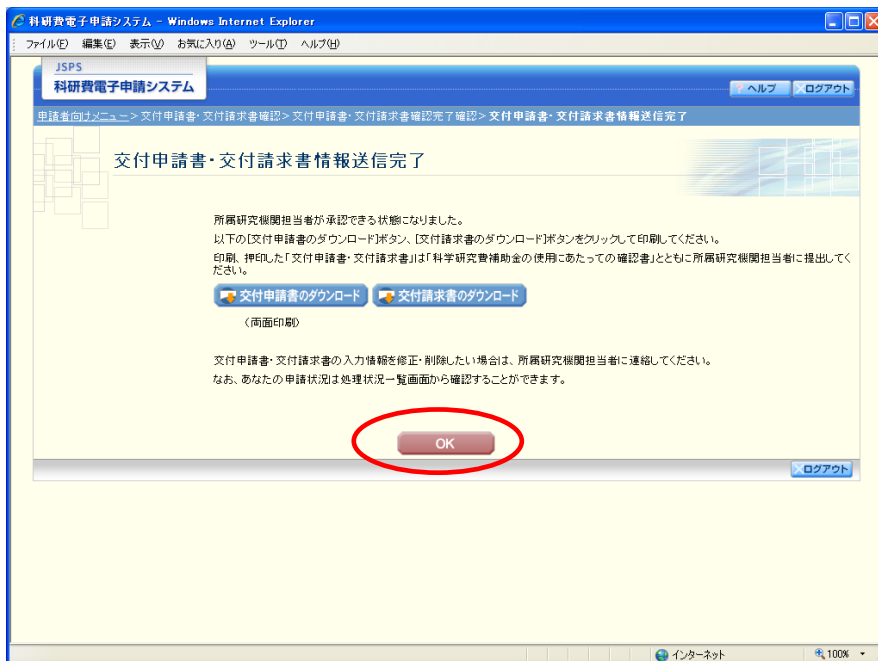 科研費電子申請システム - Windows Internet Explorer
ファイル(F) 編集(E) 表示(V) お気に入り(A) ツール(T) ヘルプ(H)
JSPS
科研費電子申請システム
? ヘルプ ログアウト
申請者向けメニュー>交付申請書・交付請求書確認>交付申請書・交付請求書確認完了確認>交付申請書・交付請求書情報送信完了
交付申請書・交付請求書情報送信完了
所属研究機関担当者が承認できる状態になりました。
以下の[交付申請書のダウンロード]ボタン、[交付請求書のダウンロード]ボタンをクリックして印刷してください。
印刷、押印した「交付申請書・交付請求書」は「科学研究費補助金の使用にあたっての確認書」とともに所属研究機関担当者に提出してく
ださい。
交付申請書のダウンロード 交付請求書のダウンロード
(両面印刷)
交付申請書・交付請求書の入力情報を修正・削除したい場合は、所属研究機関担当者に連絡してください。
なお、あなたの申請状況は処理状況一覧画面から確認することができます。
OK
ログアウト
インターネット 100%